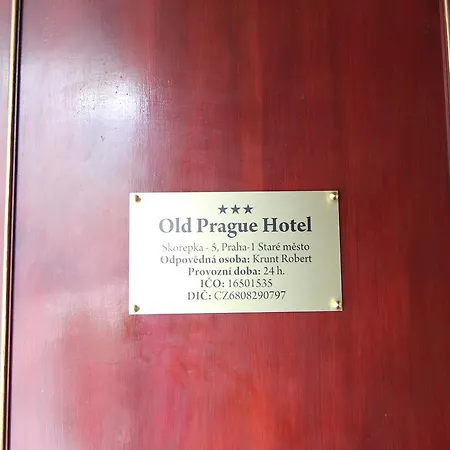 ★★★
Old Prague Hotel
Skořepka - 5, Praha-1 Staré město
Odpovědná osoba: Krunt Robert
Provozní doba: 24 h.
IČO: 16501535
DIČ: CZ6808290797